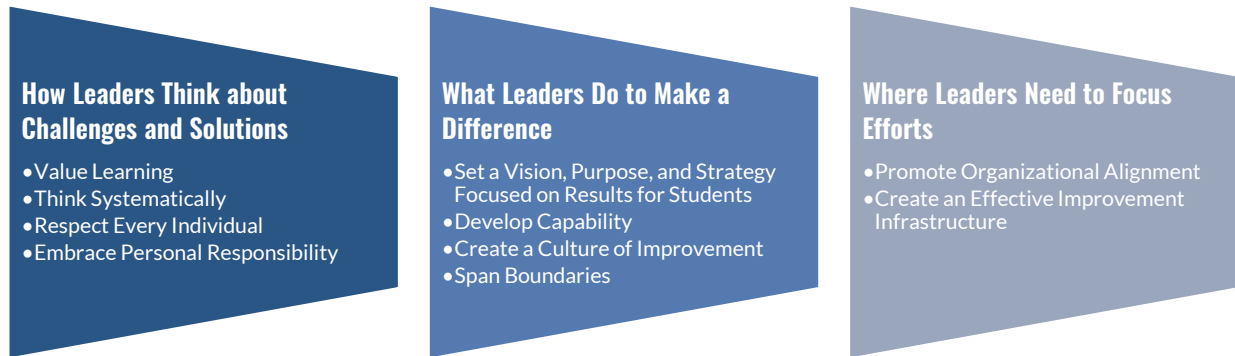 How Leaders Think about
Challenges and Solutions
•Value Learning
•Think Systematically
•Respect Every Individual
•Embrace Personal Responsibility
What Leaders Do to Make a
Difference
•Set a Vision, Purpose, and Strategy
Focused on Results for Students
•Develop Capability
•Create a Culture of Improvement
•Span Boundaries
Where Leaders Need to Focus
Efforts
•Promote Organizational Alignment
•Create an Effective Improvement
Infrastructure